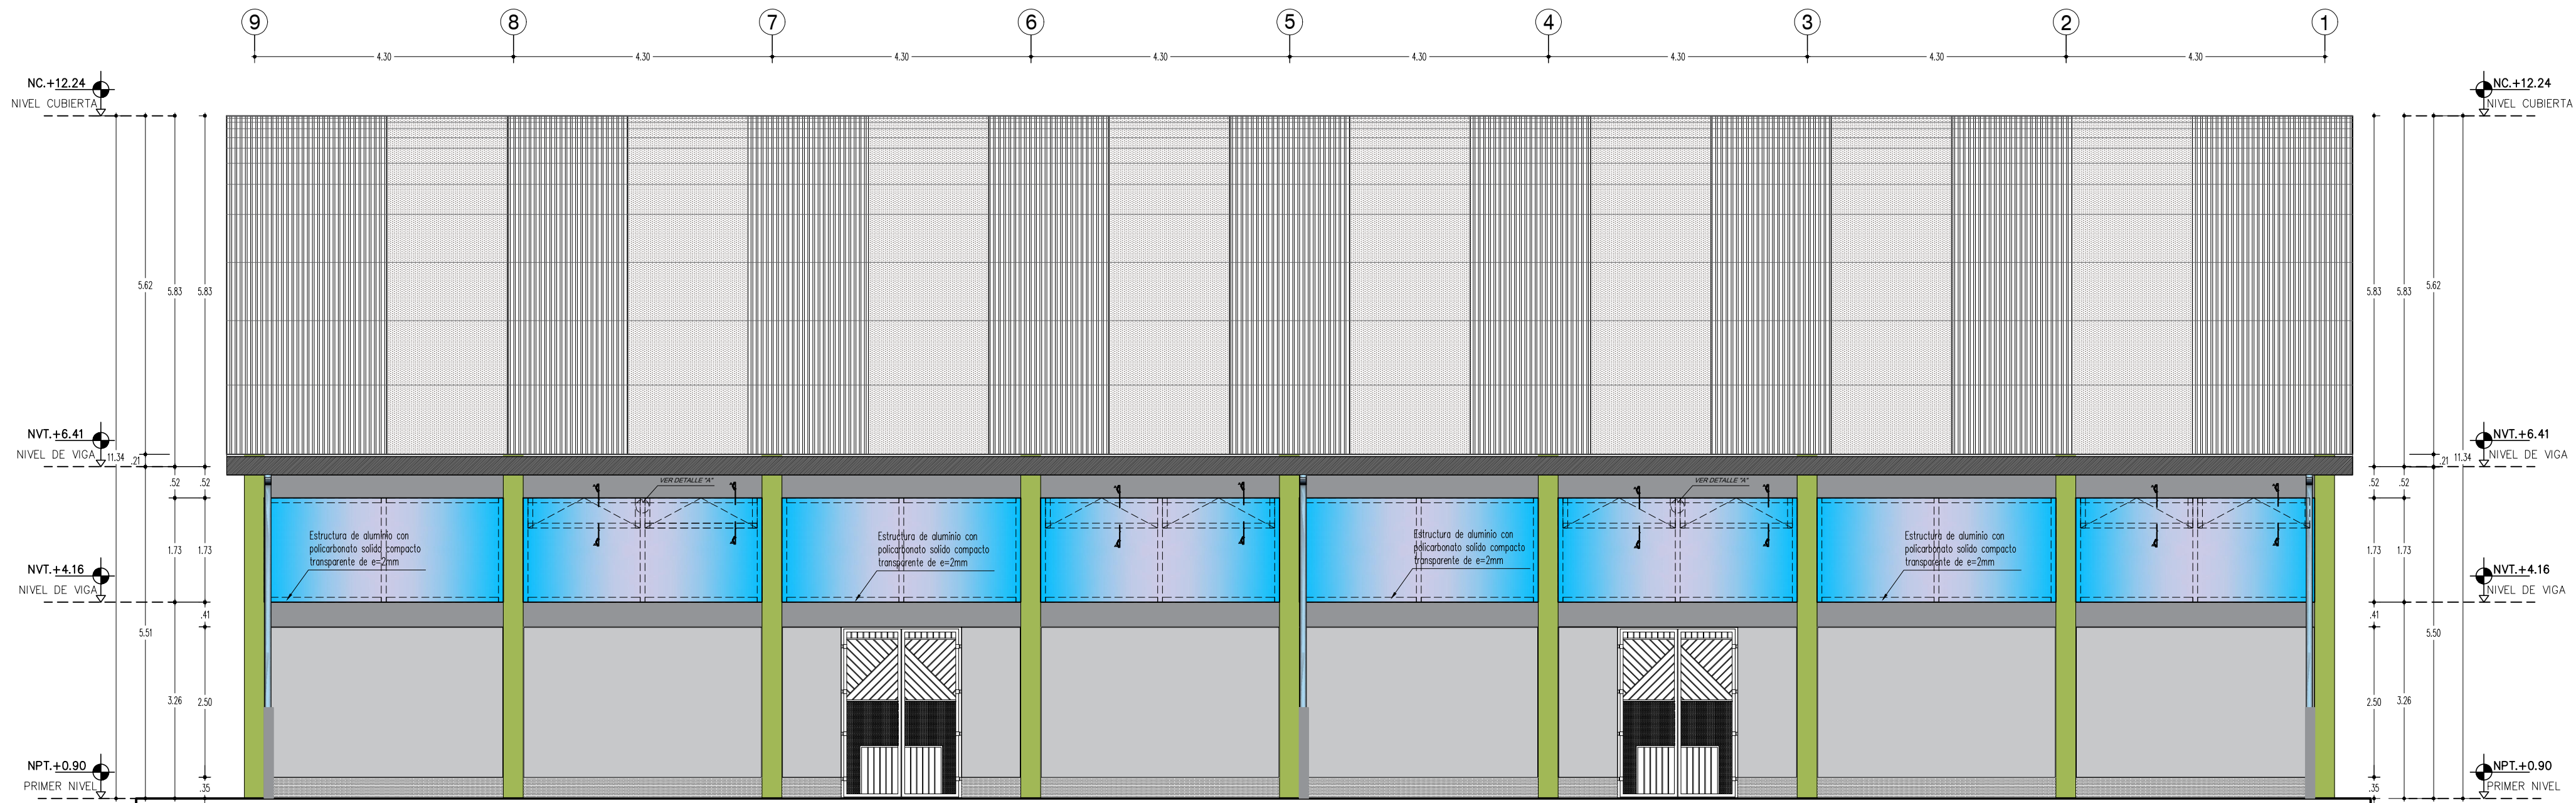 9 8 7 6 5 4 3 2 1
4.30 4.30 4.30 4.30 4.30 4.30 4.30 4.30
NC.+12.24
NIVEL CUBIERTA
NC.+12.24
NIVEL CUBIERTA
5.62 5.83 5.83
5.83 5.83 5.62
NVT.+6.41
NIVEL DE VIGA
11.34 .21
NVT.+6.41
NIVEL DE VIGA
.21 11.34
.52 .52
.52 .52
VER DETALLE "A"
VER DETALLE "A"
A A A A A A A A
A A A A A A A A
Estructura de aluminio con
policarbonato solido compacto
transparente de e=2mm
Estructura de aluminio con
policarbonato solido compacto
transparente de e=2mm
Estructura de aluminio con
policarbonato solido compacto
transparente de e=2mm
Estructura de aluminio con
policarbonato solido compacto
transparente de e=2mm
1.73 1.73
1.73 1.73
NVT.+4.16
NIVEL DE VIGA
NVT.+4.16
NIVEL DE VIGA
.41
.41
5.51
5.50
3.26 2.50
2.50 3.26
NPT.+0.90
PRIMER NIVEL
NPT.+0.90
PRIMER NIVEL
.35
.35